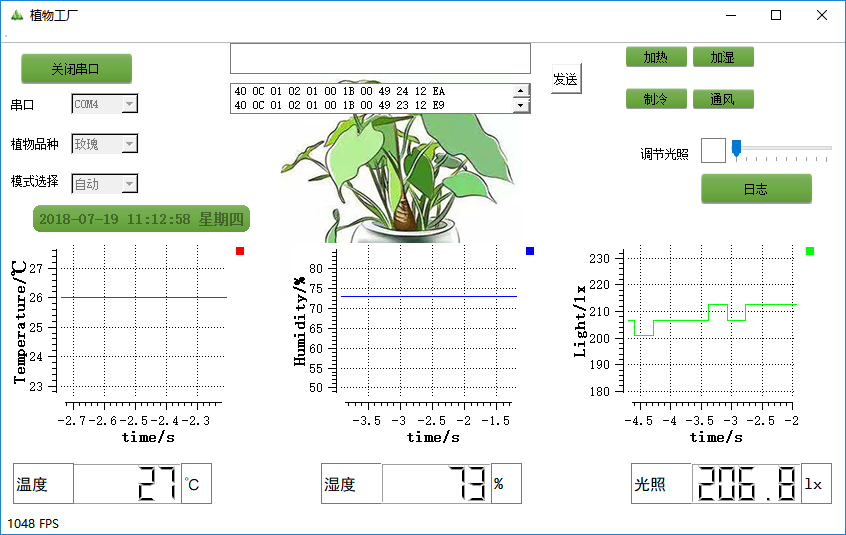 植物工厂
关闭串口
40 0C 01 02 01 00 1B 00 49 24 12 EA
40 0C 01 02 01 00 1B 00 49 23 12 E9
发送
加热 加湿
制冷 通风
串口 COM4
植物品种 玫瑰
模式选择 自动
调节光照
日志
2018-07-19 11:12:58 星期四
Temperature/℃
27
26
25
24
23
-2.7 -2.6 -2.5 -2.4 -2.3
time/s
Humidity/%
80
75
70
65
60
55
50
-3.5 -3 -2.5 -2 -1.5
time/s
Light/lx
230
220
210
200
190
180
-4.5 -4 -3.5 -3 -2.5 -2
time/s
温度 27 ℃
湿度 73 %
光照 206.8 lx
1048 FPS